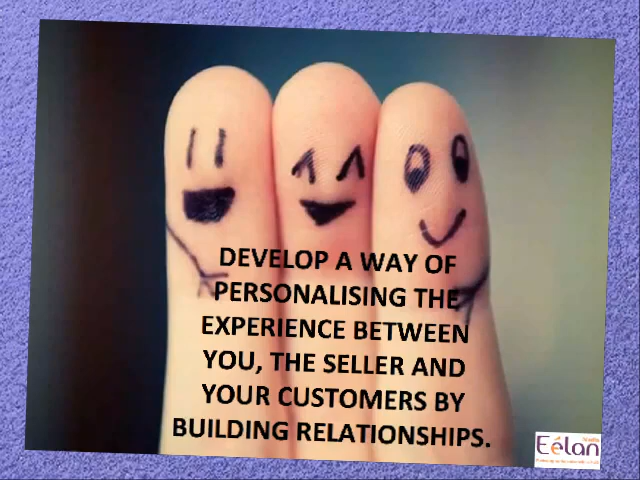 DEVELOP A WAY OF
PERSONALISING THE
EXPERIENCE BETWEEN
YOU, THE SELLER AND
YOUR CUSTOMERS BY
BUILDING RELATIONSHIPS.
Eélan